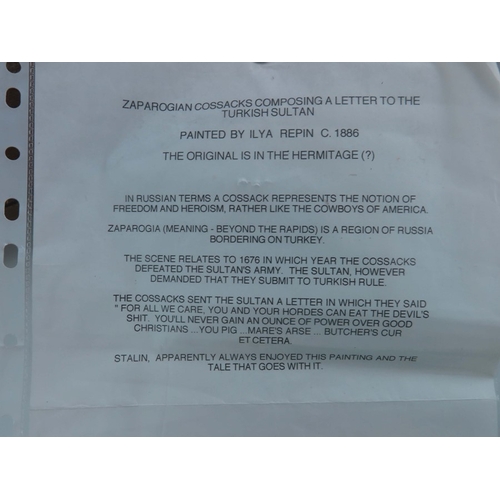 ZAPAROGIAN COSSACKS COMPOSING A LETTER TO THE
TURKISH SULTAN
PAINTED BY ILYA REPIN C. 1886
THE ORIGINAL IS IN THE HERMITAGE (?)
IN RUSSIAN TERMS A COSSACK REPRESENTS THE NOTION OF
FREEDOM AND HEROISM, RATHER LIKE THE COWBOYS OF AMERICA.
ZAPAROGIA (MEANING - BEYOND THE RAPIDS) IS A REGION OF RUSSIA
BORDERING ON TURKEY.
THE SCENE RELATES TO 1676 IN WHICH YEAR THE COSSACKS
DEFEATED THE SULTAN'S ARMY. THE SULTAN, HOWEVER
DEMANDED THAT THEY SUBMIT TO TURKISH RULE.
THE COSSACKS SENT THE SULTAN A LETTER IN WHICH THEY SAID
" FOR ALL WE CARE, YOU AND YOUR HORDES CAN EAT THE DEVIL'S
SHIT. YOU'LL NEVER GAIN AN OUNCE OF POWER OVER GOOD
CHRISTIANS ...YOU PIG ...MARE'S ARSE ... BUTCHER'S CUR
ET CETERA.
STALIN, APPARENTLY ALWAYS ENJOYED THIS PAINTING AND THE
TALE THAT GOES WITH IT.